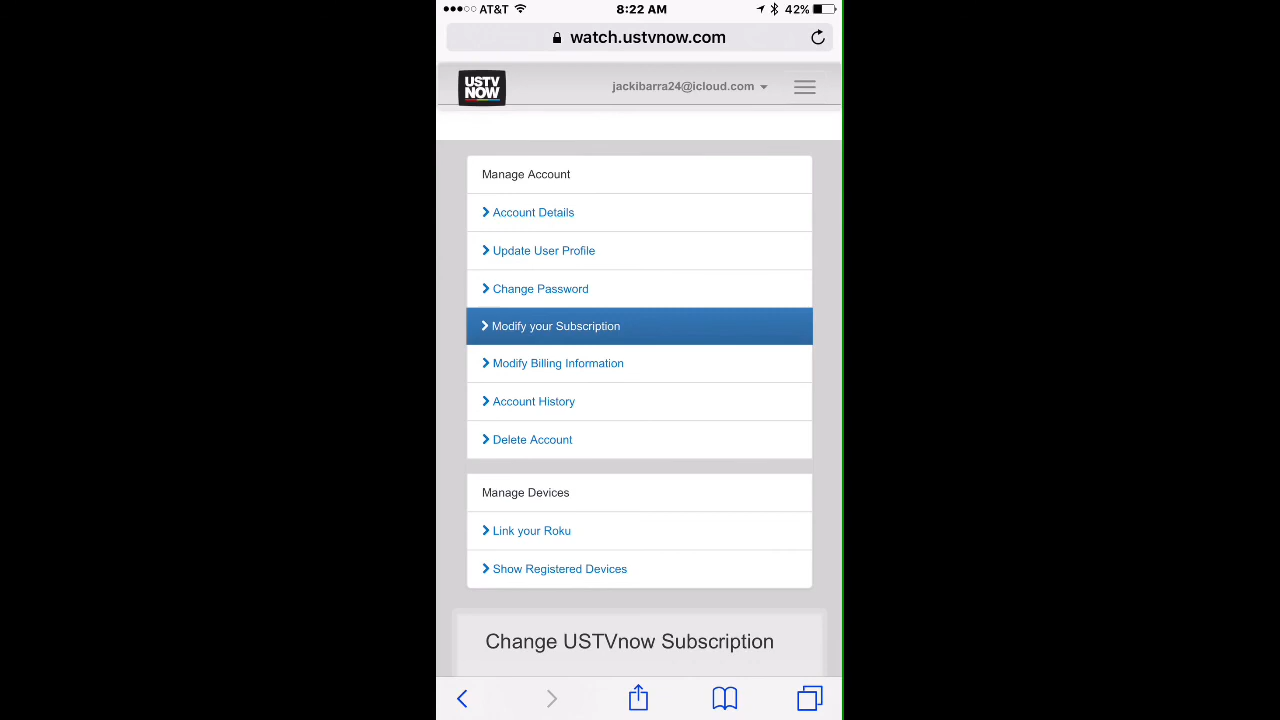 AT&T 8:22 AM 42%
watch.ustvnow.com
USTV
NOW
jackibarra24@icloud.com
Manage Account
Account Details
Update User Profile
Change Password
Modify your Subscription
Modify Billing Information
Account History
Delete Account
Manage Devices
Link your Roku
Show Registered Devices
Change USTVnow Subscription